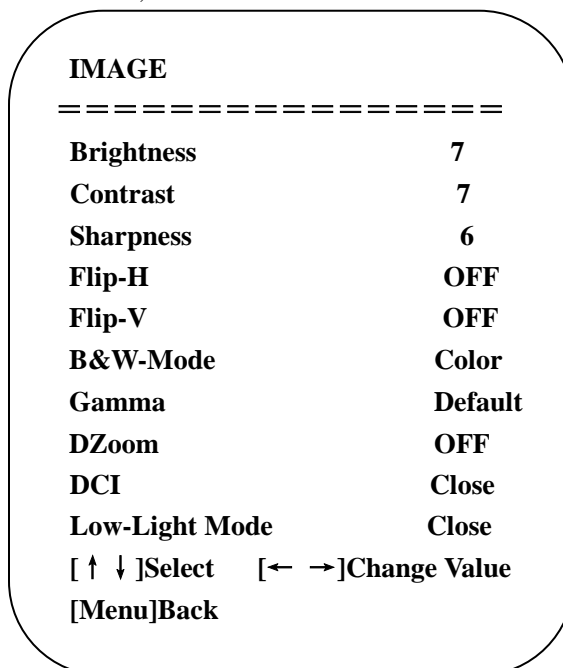 IMAGE
================
Brightness 7
Contrast 7
Sharpness 6
Flip-H OFF
Flip-V OFF
B&W-Mode Color
Gamma Default
DZoom OFF
DCI Close
Low-Light Mode Close
[↑ ↓]Select [← →]Change Value
[Menu]Back